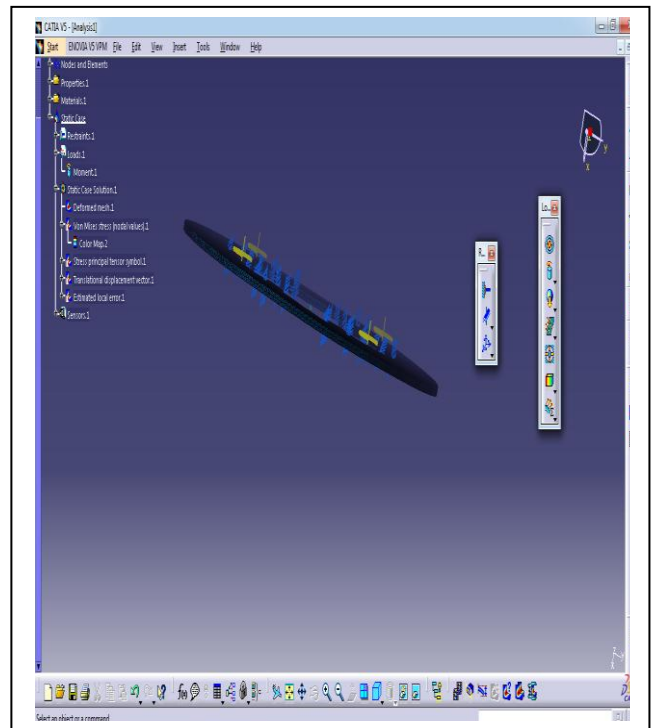 CATIA V5 - [Analysis1]
Start ENOVIA V5 VPM File Edit View Insert Tools Window Help
Nodes and Elements
Properties.1
Materials.1
Static Case
Restraints.1
Loads.1
Moment.1
Static Case Solution.1
Deformed mesh.1
Von Mises stress (nodal values).1
Color Map.2
Stress principal tensor symbol.1
Translational displacement vector.1
Estimated local error.1
Sensors.1
y
x
Lo...
R...
f(x)
Select an object or a command